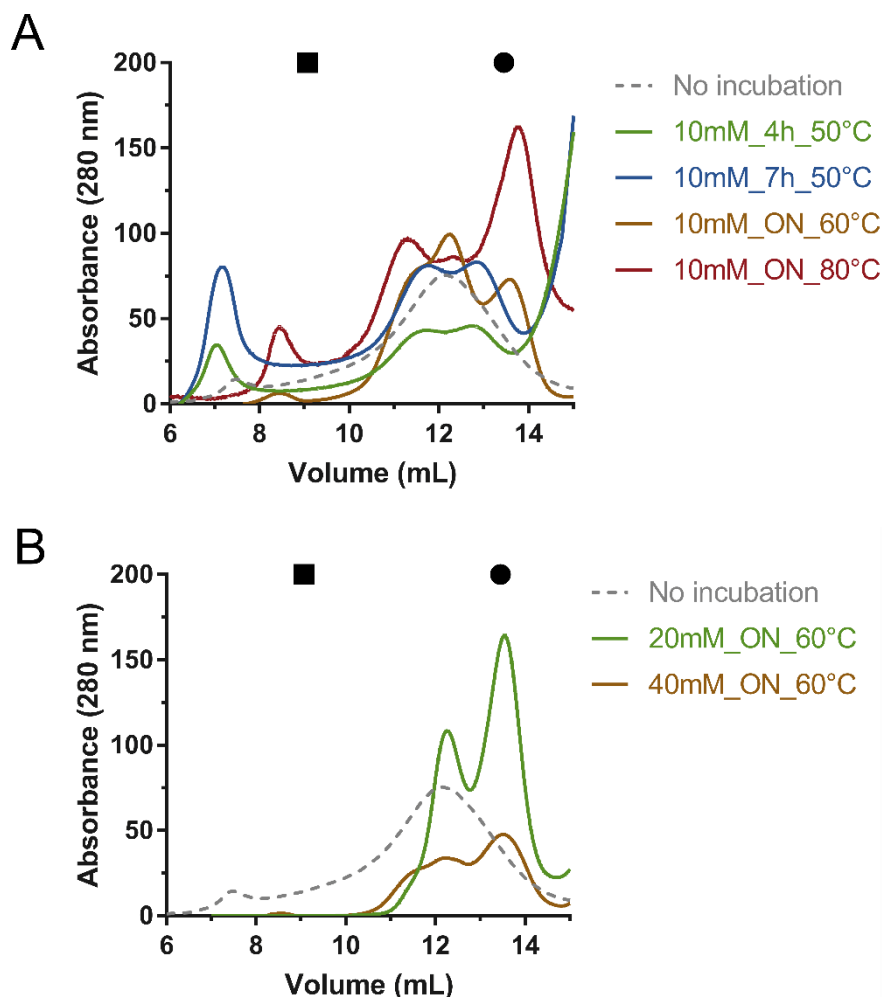 A
Absorbance (280 nm)
200
150
100
50
0
6 8 10 12 14
Volume (mL)
No incubation
10mM_4h_50°C
10mM_7h_50°C
10mM_ON_60°C
10mM_ON_80°C
B
Absorbance (280 nm)
200
150
100
50
0
6 8 10 12 14
Volume (mL)
No incubation
20mM_ON_60°C
40mM_ON_60°C